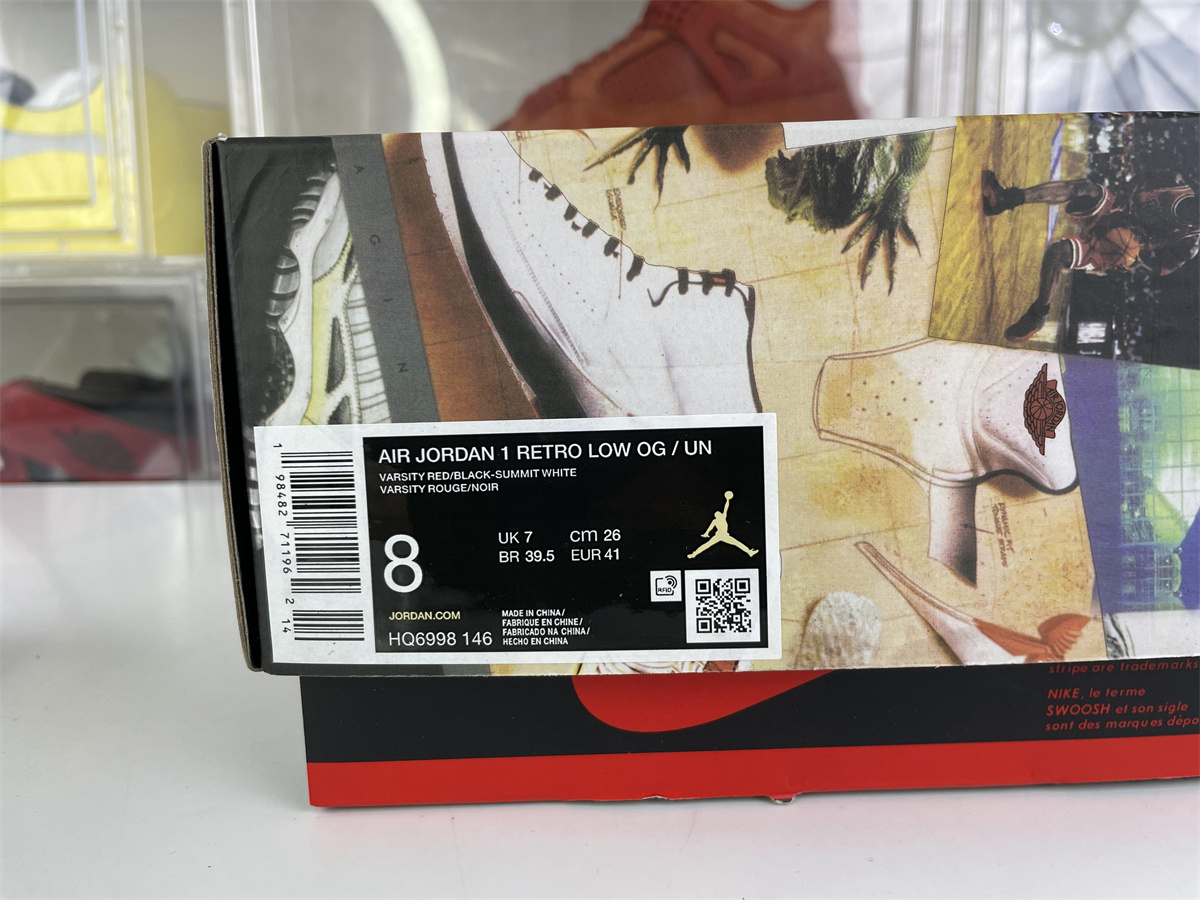 A G I N
AIR JORDAN
AIR JORDAN 1 RETRO LOW OG / UN
VARSITY RED/BLACK-SUMMIT WHITE
VARSITY ROUGE/NOIR
8
UK 7 cm 26
BR 39.5 EUR 41
RFID
JORDAN.COM
HQ6998 146
MADE IN CHINA/
FABRIQUE EN CHINE/
FABRICADO NA CHINA/
HECHO EN CHINA
1 98482 71196 2 14
stripe are trademarks
NIKE, le terme
SWOOSH et son sigle
sont des marques dépo